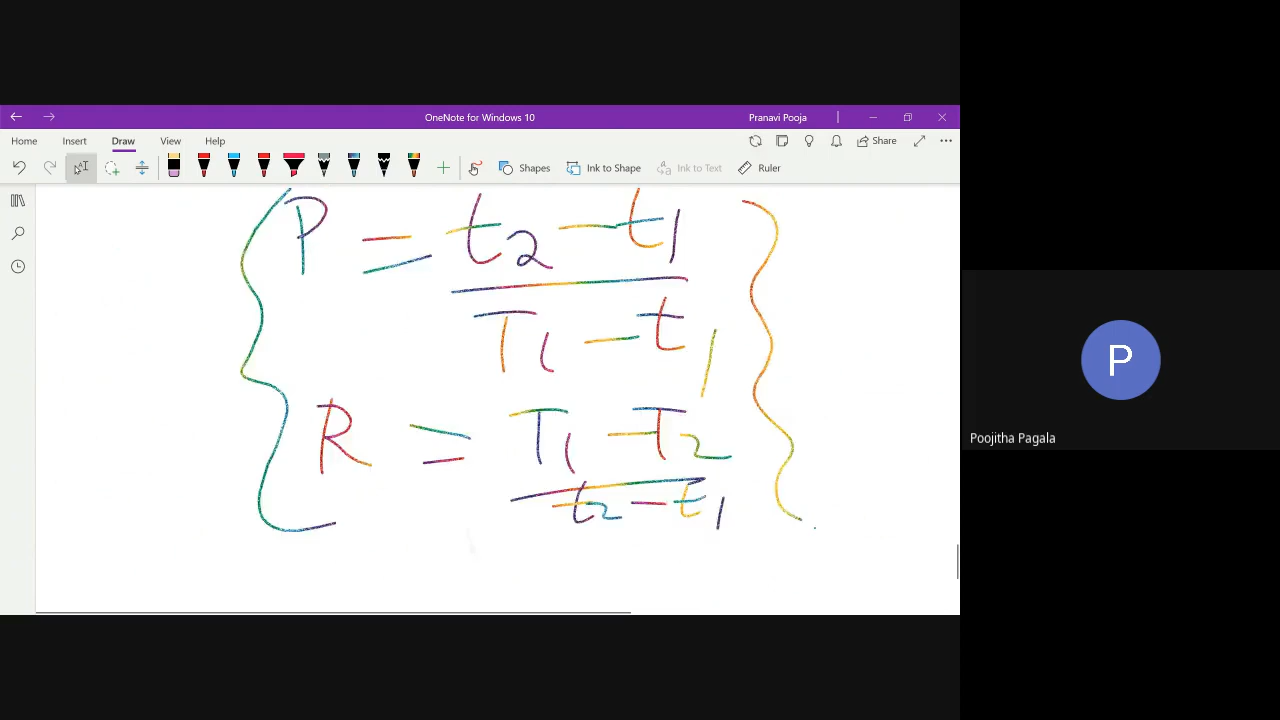 OneNote for Windows 10
Pranavi Pooja
Home Insert Draw View Help
Share
Shapes Ink to Shape Ink to Text Ruler
P = t2 - t1
T1 - t1
R = T1 - T2
t2 - t1
P
Poojitha Pagala